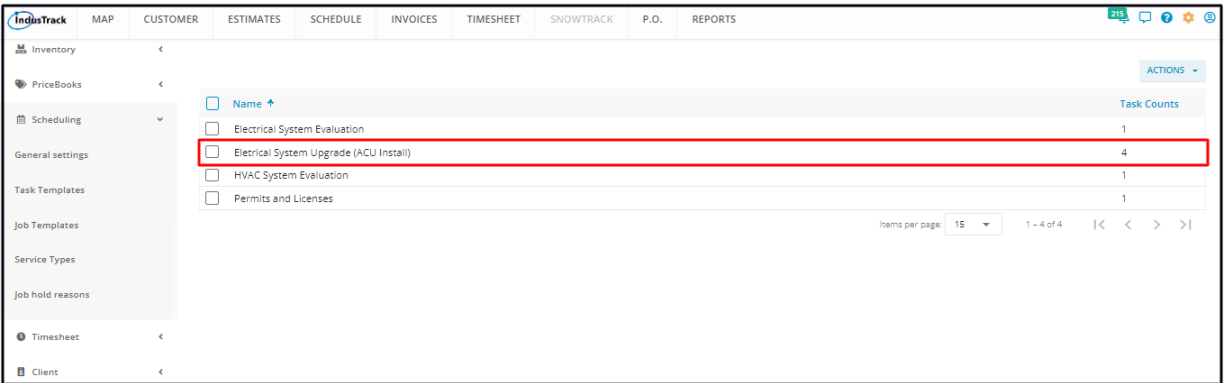 IndusTrack MAP CUSTOMER ESTIMATES SCHEDULE INVOICES TIMESHEET SNOWTRACK P.O. REPORTS 215
Inventory
PriceBooks
Scheduling
General settings
Task Templates
Job Templates
Service Types
Job hold reasons
Timesheet
Client
ACTIONS
Name Task Counts
Electrical System Evaluation 1
Eletrical System Upgrade (ACU Install) 4
HVAC System Evaluation 1
Permits and Licenses 1
Items per page: 15 1 – 4 of 4